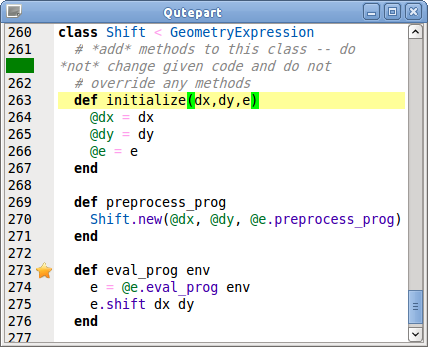 Qutepart
260 class Shift < GeometryExpression
261 # *add* methods to this class -- do
*not* change given code and do not
262 # override any methods
263 def initialize(dx,dy,e)
264 @dx = dx
265 @dy = dy
266 @e = e
267 end
268
269 def preprocess_prog
270 Shift.new(@dx, @dy, @e.preprocess_prog)
271 end
272
273 def eval_prog env
274 e = @e.eval_prog env
275 e.shift dx dy
276 end
277